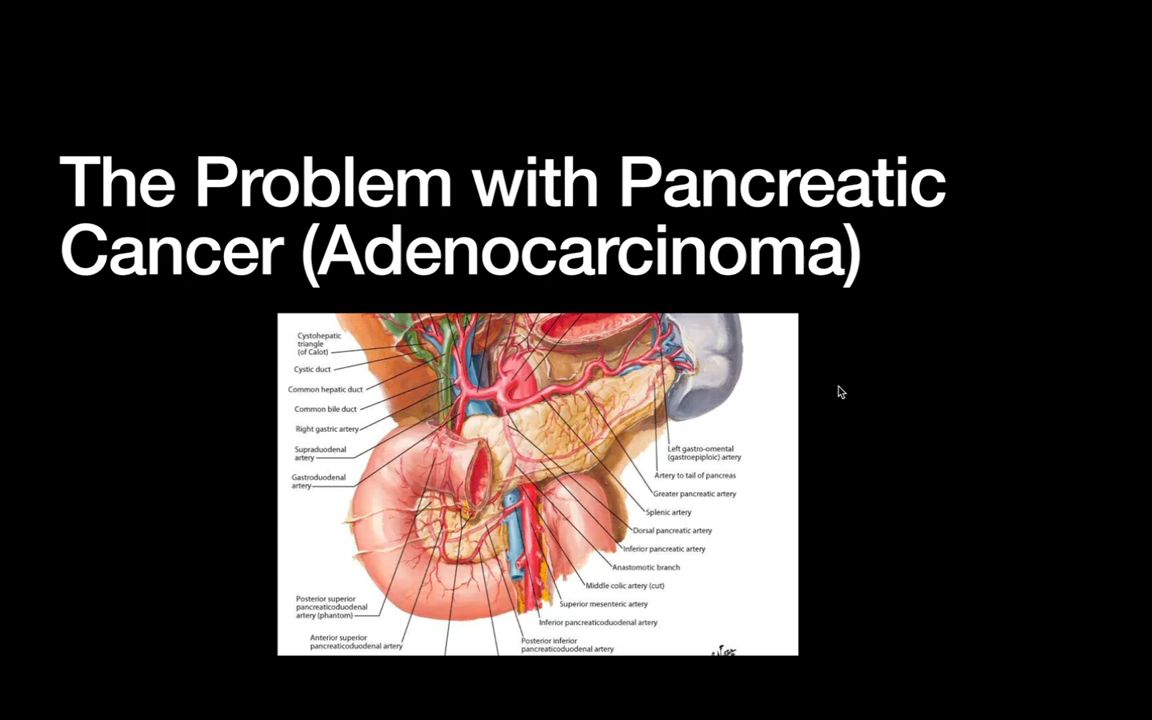 The Problem with Pancreatic
Cancer (Adenocarcinoma)
Cystohepatic
triangle
(of Calot)
Cystic duct
Common hepatic duct
Common bile duct
Right gastric artery
Supraduodenal
artery
Gastroduodenal
artery
Posterior superior
pancreaticoduodenal
artery (phantom)
Anterior superior
pancreaticoduodenal artery
Left gastro-omental
(gastroepiploic) artery
Artery to tail of pancreas
Greater pancreatic artery
Splenic artery
Dorsal pancreatic artery
Inferior pancreatic artery
Anastomotic branch
Middle colic artery (cut)
Superior mesenteric artery
Inferior pancreaticoduodenal artery
Posterior inferior
pancreaticoduodenal artery